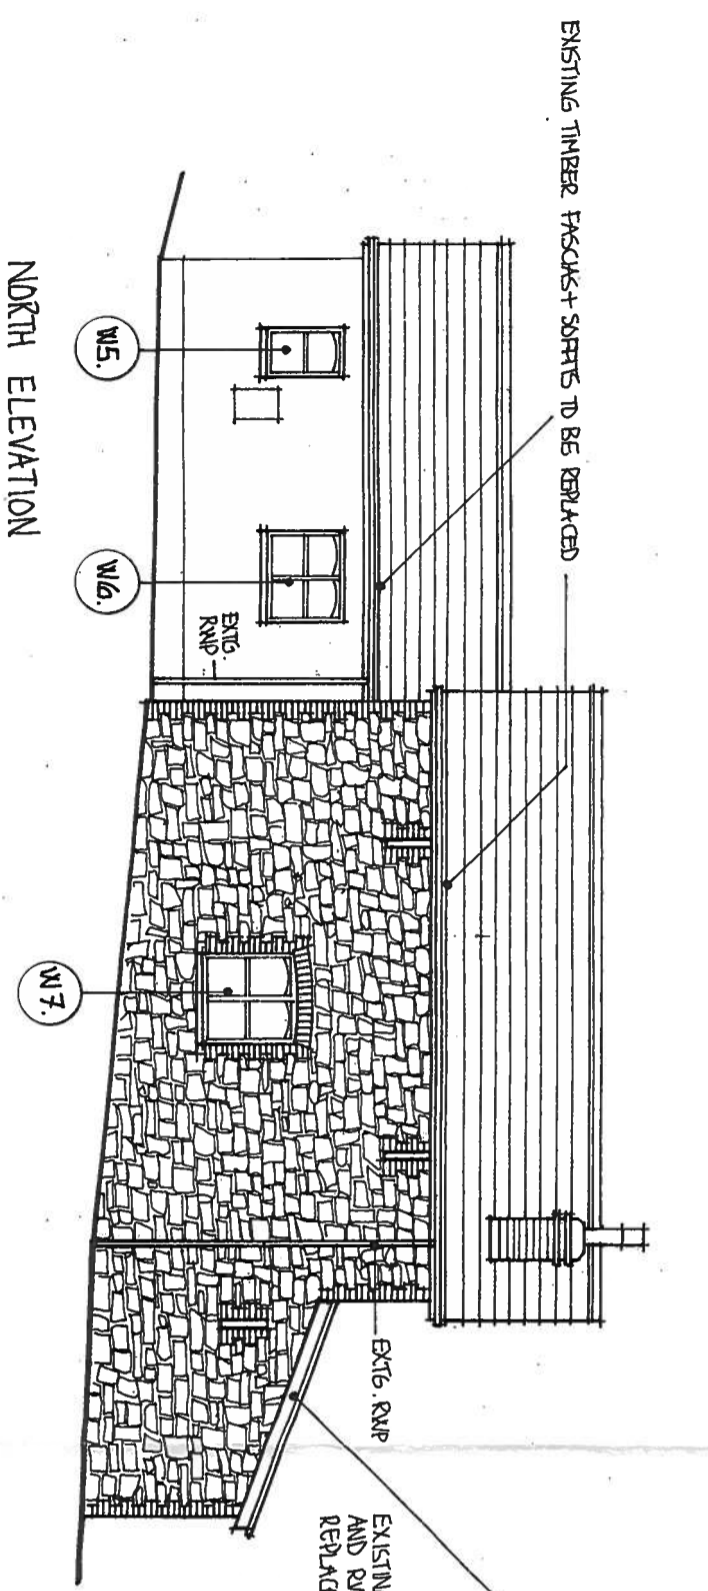 EXISTING TIMBER FASCIAS + SOFFITS TO BE REPLACED
EXTG. RWP
EXISTIN
AND RV
REPLAC
EXTG.
RWP
W5.
W6.
W7.
NORTH ELEVATION